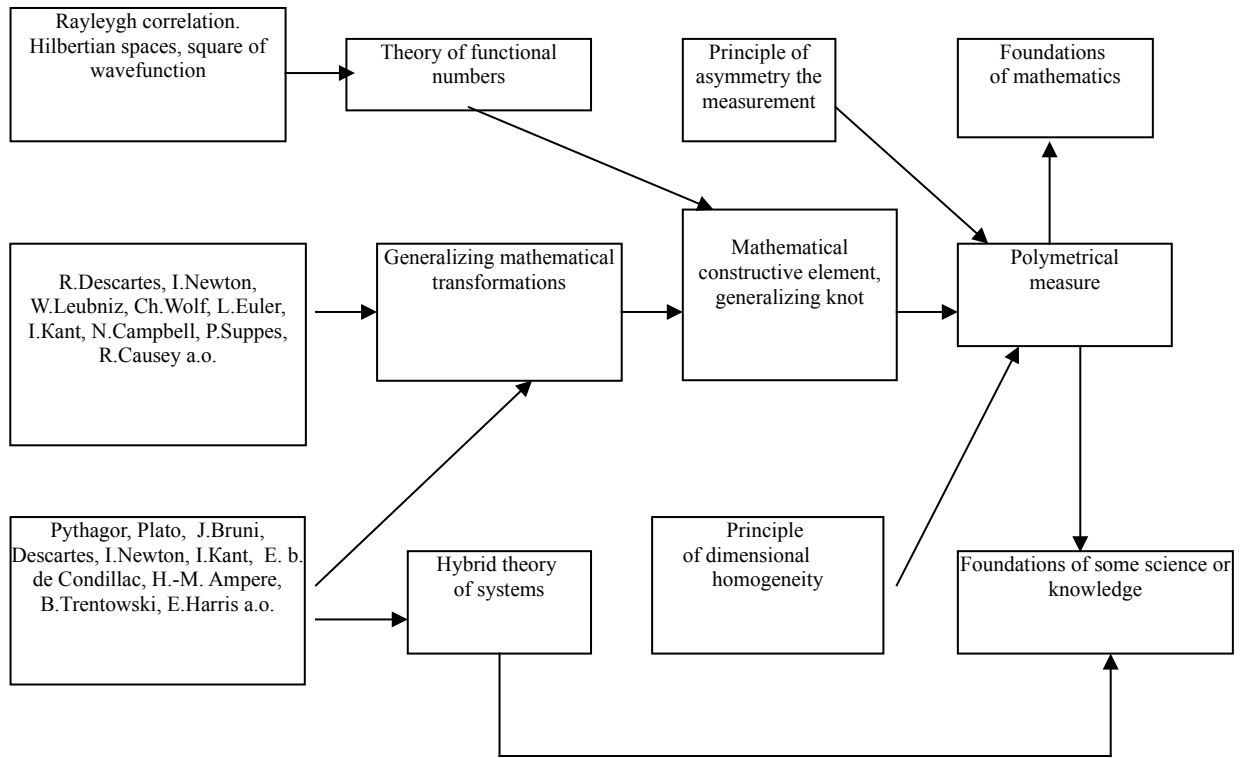 Rayleygh correlation.
Hilbertian spaces, square of
wavefunction
Theory of functional
numbers
Principle of
asymmetry the
measurement
Foundations
of mathematics
R.Descartes, I.Newton,
W.Leubniz, Ch.Wolf, L.Euler,
I.Kant, N.Campbell, P.Suppes,
R.Causey a.o.
Generalizing mathematical
transformations
Mathematical
constructive element,
generalizing knot
Polymetrical
measure
Pythagor, Plato, J.Bruni,
Descartes, I.Newton, I.Kant, E. b.
de Condillac, H.-M. Ampere,
B.Trentowski, E.Harris a.o.
Hybrid theory
of systems
Principle
of dimensional
homogeneity
Foundations of some science or
knowledge